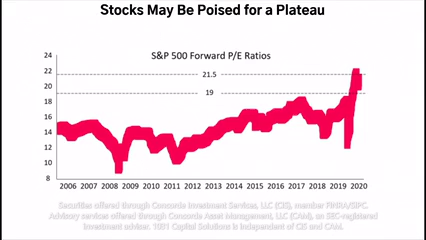 Stocks May Be Poised for a Plateau
S&P 500 Forward P/E Ratios
24
22
20
18
16
14
12
10
8
21.5
19
2006 2007 2008 2009 2010 2011 2012 2013 2014 2015 2016 2017 2018 2019 2020
Securities offered through Concorde Investment Services, LLC (CIS), member FINRA/SIPC.
Advisory services offered through Concorde Asset Management, LLC (CAM), an SEC-registered
investment adviser. 1031 Capital Solutions is independent of CIS and CAM.